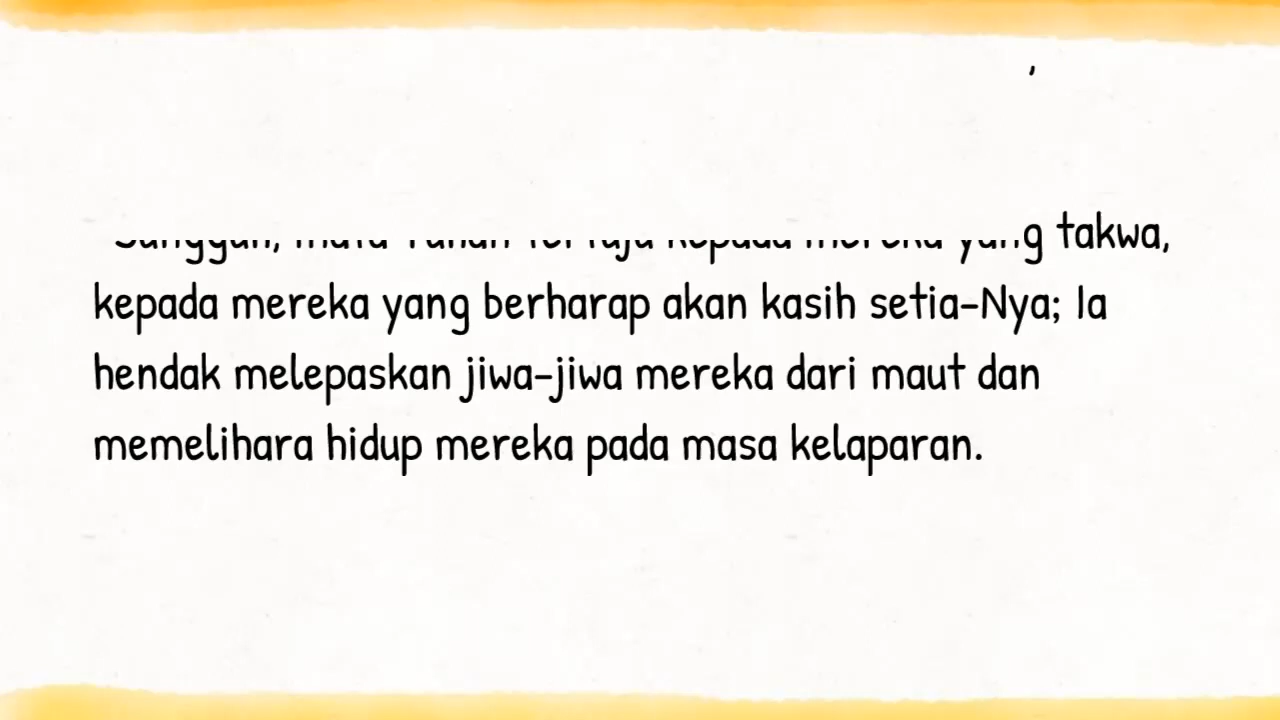 takwa,
kepada mereka yang berharap akan kasih setia-Nya; Ia
hendak melepaskan jiwa-jiwa mereka dari maut dan
memelihara hidup mereka pada masa kelaparan.